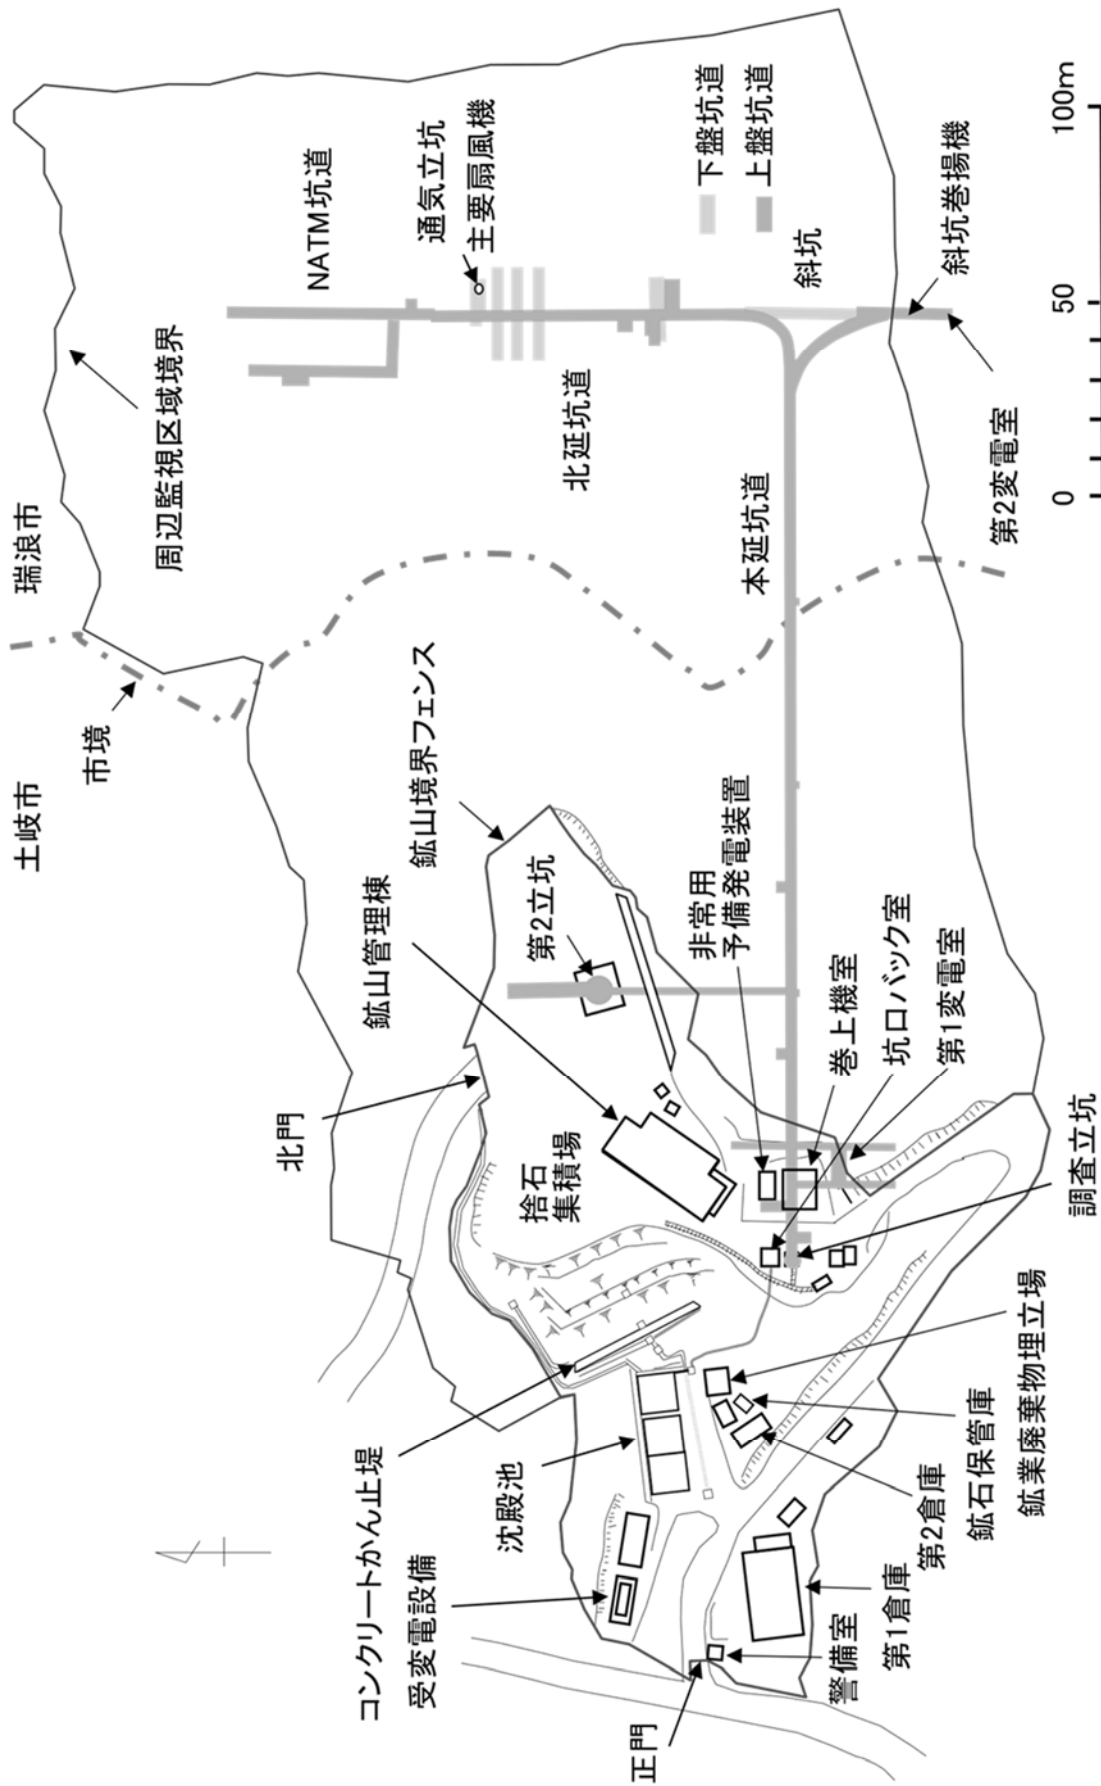 土岐市
瑞浪市
市境
周辺監視区域境界
北門
鉱山管理棟
鉱山境界フェンス
NATM坑道
通気立坑
主要扇風機
コンクリートかん止堤
受変電設備
沈殿池
捨石
集積場
第2立坑
北延坑道
正門
非常用
予備発電装置
本延坑道
下盤坑道
上盤坑道
斜坑
警備室
第1倉庫
第2倉庫
鉱石保管庫
鉱業廃棄物埋立場
調査立坑
巻上機室
坑口バック室
第1変電室
第2変電室
斜坑巻揚機
0
50
100m